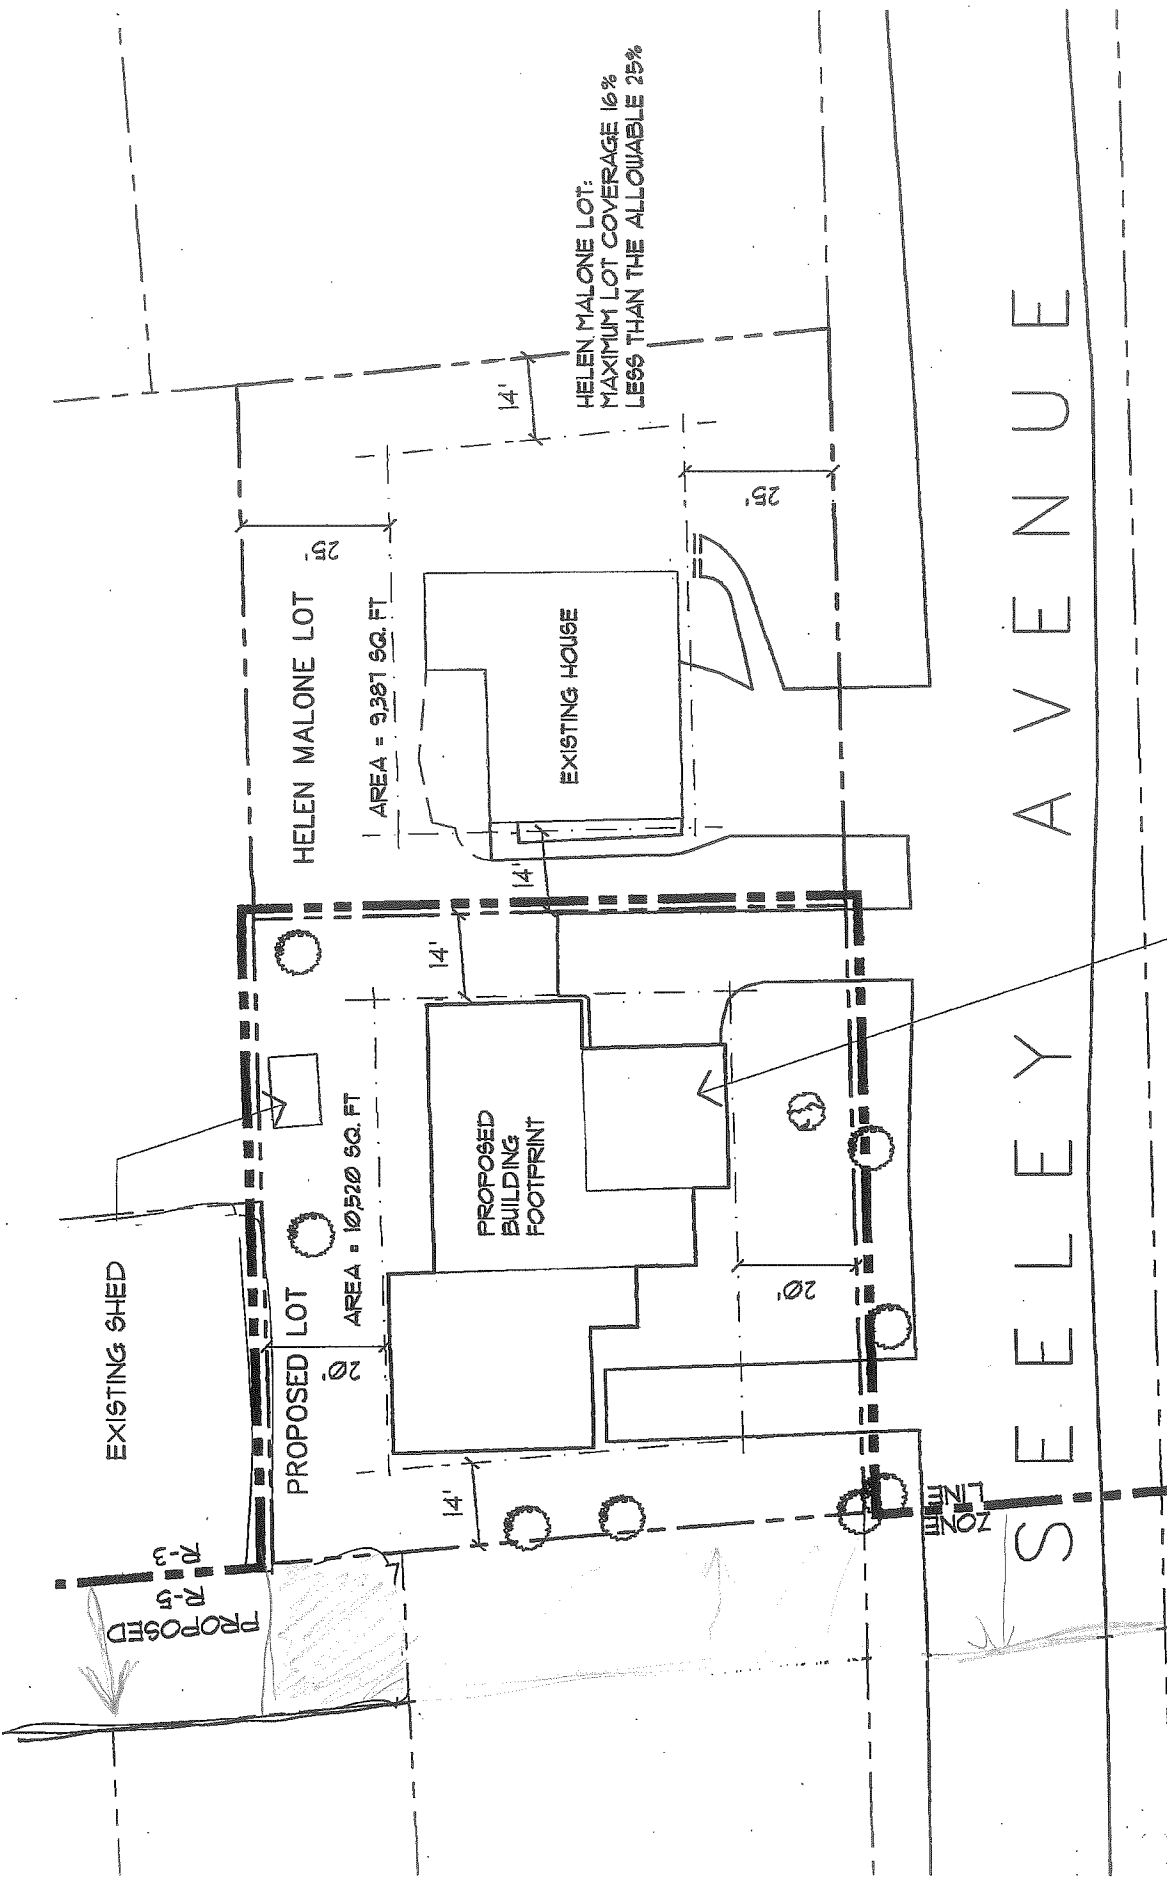 HELEN MALONE LOT:
MAXIMUM LOT COVERAGE 16%
LESS THAN THE ALLOWABLE 25%
14'
25'
25'
HELEN MALONE LOT
AREA = 9,387 SQ. FT
EXISTING HOUSE
14'
14'
EXISTING SHED
PROPOSED LOT
AREA = 10,520 SQ. FT
PROPOSED
BUILDING
FOOTPRINT
20'
20'
14'
R-3
R-5
PROPOSED
ZONE
LINE
SEELEY AVENUE